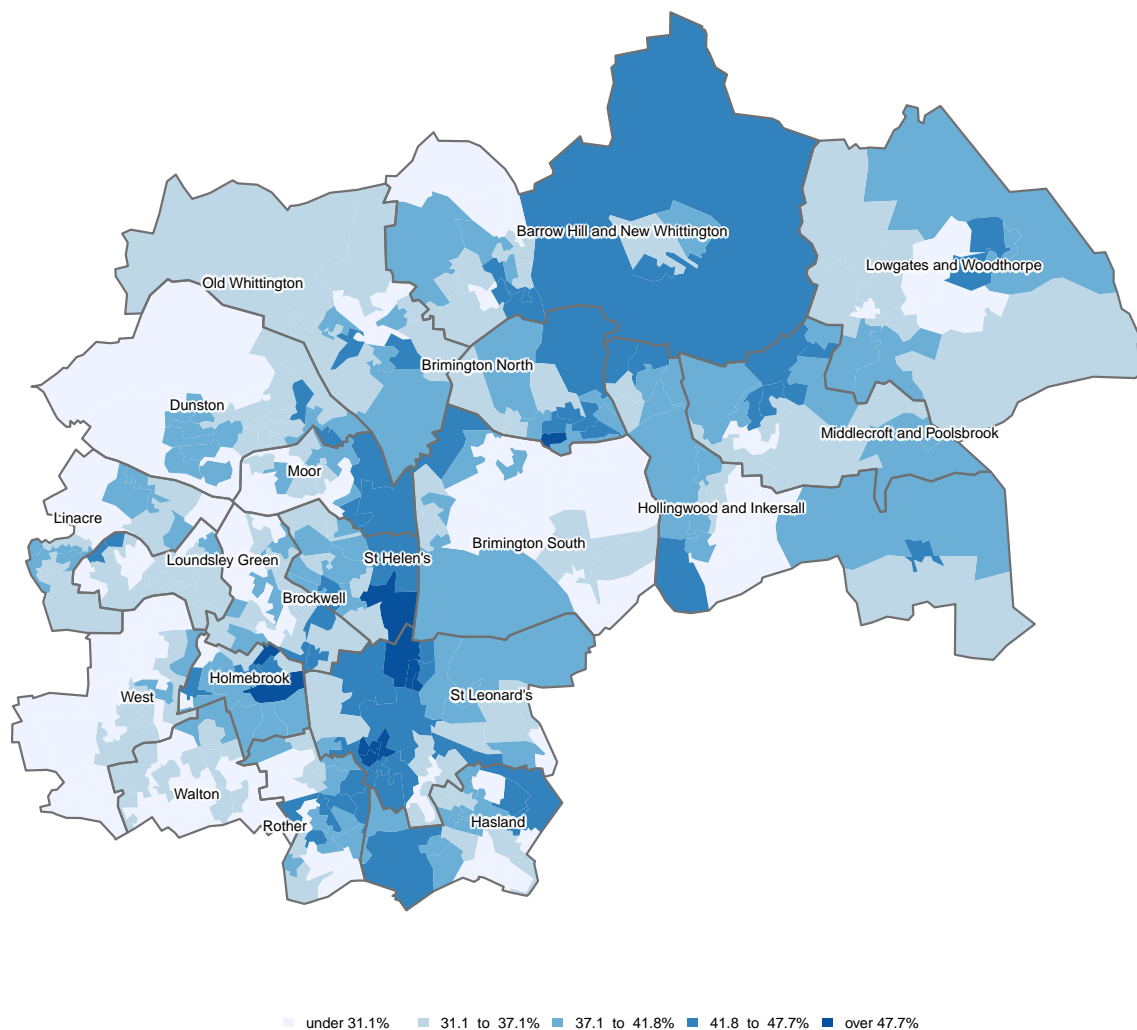 Barrow Hill and New Whittington
Lowgates and Woodthorpe
Old Whittington
Brimington North
Dunston
Middlecroft and Poolsbrook
Moor
Hollingwood and Inkersall
Linacre
Brimington South
Loundsley Green
St Helen's
Brockwell
Holmebrook
West
St Leonard's
Walton
Hasland
Rother
under 31.1% 31.1 to 37.1% 37.1 to 41.8% 41.8 to 47.7% over 47.7%